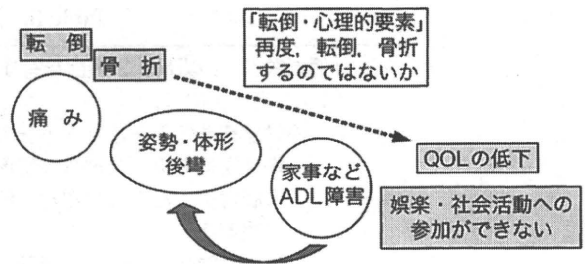 「転倒・心理的要素」
再度，転倒，骨折
するのではないか
転 倒
骨 折
痛 み
姿勢・体形
後彎
家事など
ADL障害
QOLの低下
娯楽・社会活動への
参加ができない